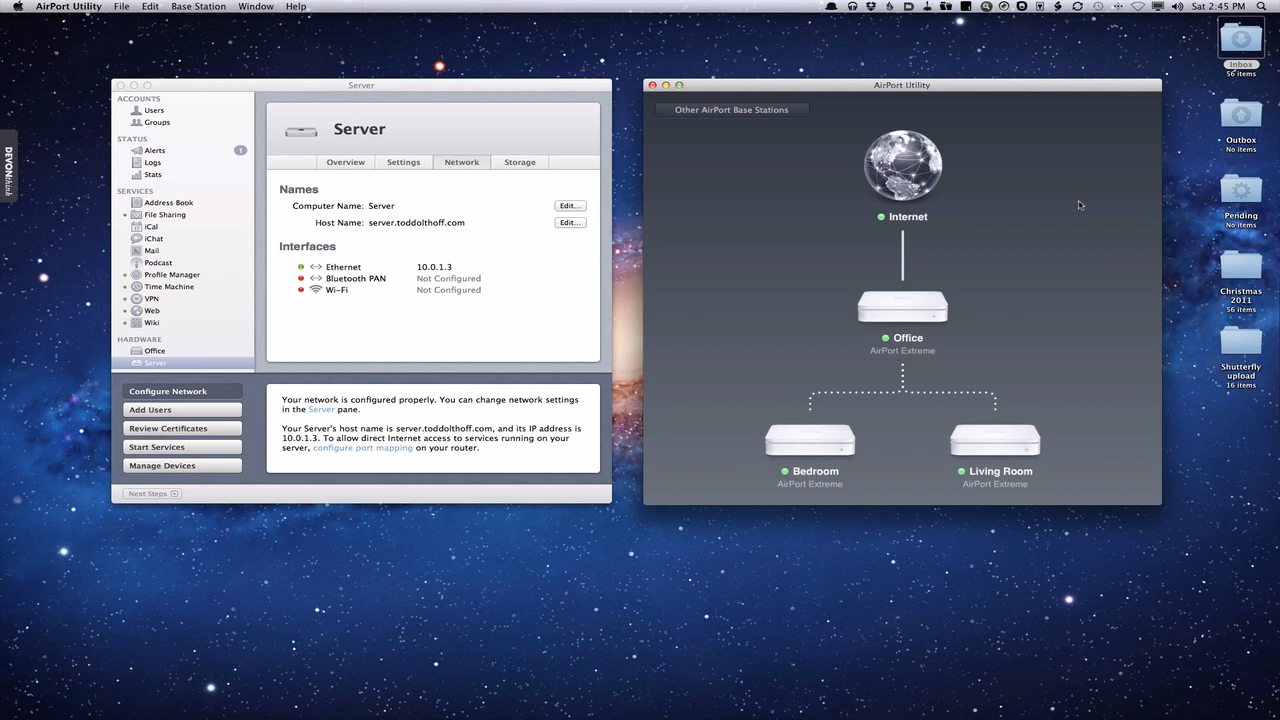 AirPort Utility File Edit Base Station Window Help
Sat 2:45 PM
DEVONthink
Server
ACCOUNTS
Users
Groups
STATUS
Alerts 1
Logs
Stats
SERVICES
Address Book
File Sharing
iCal
iChat
Mail
Podcast
Profile Manager
Time Machine
VPN
Web
Wiki
HARDWARE
Office
Server
Server
Overview Settings Network Storage
Names
Computer Name: Server Edit...
Host Name: server.toddolthoff.com Edit...
Interfaces
Ethernet 10.0.1.3
Bluetooth PAN Not Configured
Wi-Fi Not Configured
Configure Network
Add Users
Review Certificates
Start Services
Manage Devices
Your network is configured properly. You can change network settings
in the Server pane.
Your Server's host name is server.toddolthoff.com, and its IP address is
10.0.1.3. To allow direct Internet access to services running on your
server, configure port mapping on your router.
Next Steps
AirPort Utility
Other AirPort Base Stations
Internet
Office
AirPort Extreme
Bedroom
AirPort Extreme
Living Room
AirPort Extreme
Inbox
56 items
Outbox
No items
Pending
No items
Christmas
2011
56 items
Shutterfly
upload
16 items